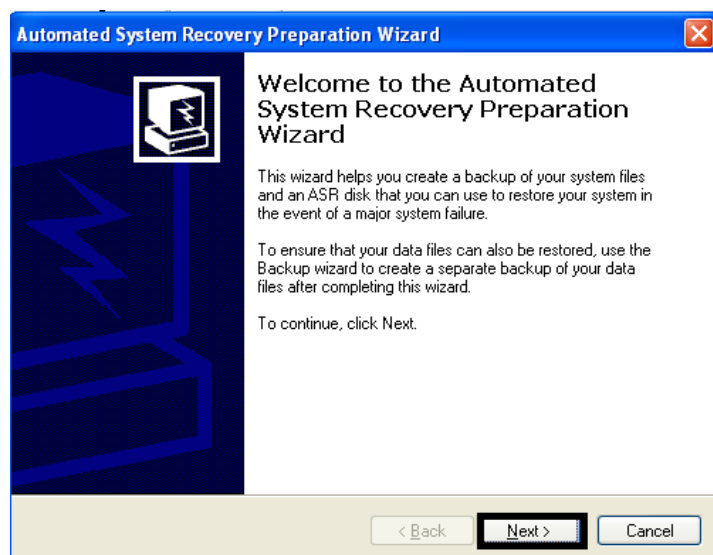 Automated System Recovery Preparation Wizard
Welcome to the Automated
System Recovery Preparation
Wizard
This wizard helps you create a backup of your system files
and an ASR disk that you can use to restore your system in
the event of a major system failure.
To ensure that your data files can also be restored, use the
Backup wizard to create a separate backup of your data
files after completing this wizard.
To continue, click Next.
< Back Next > Cancel